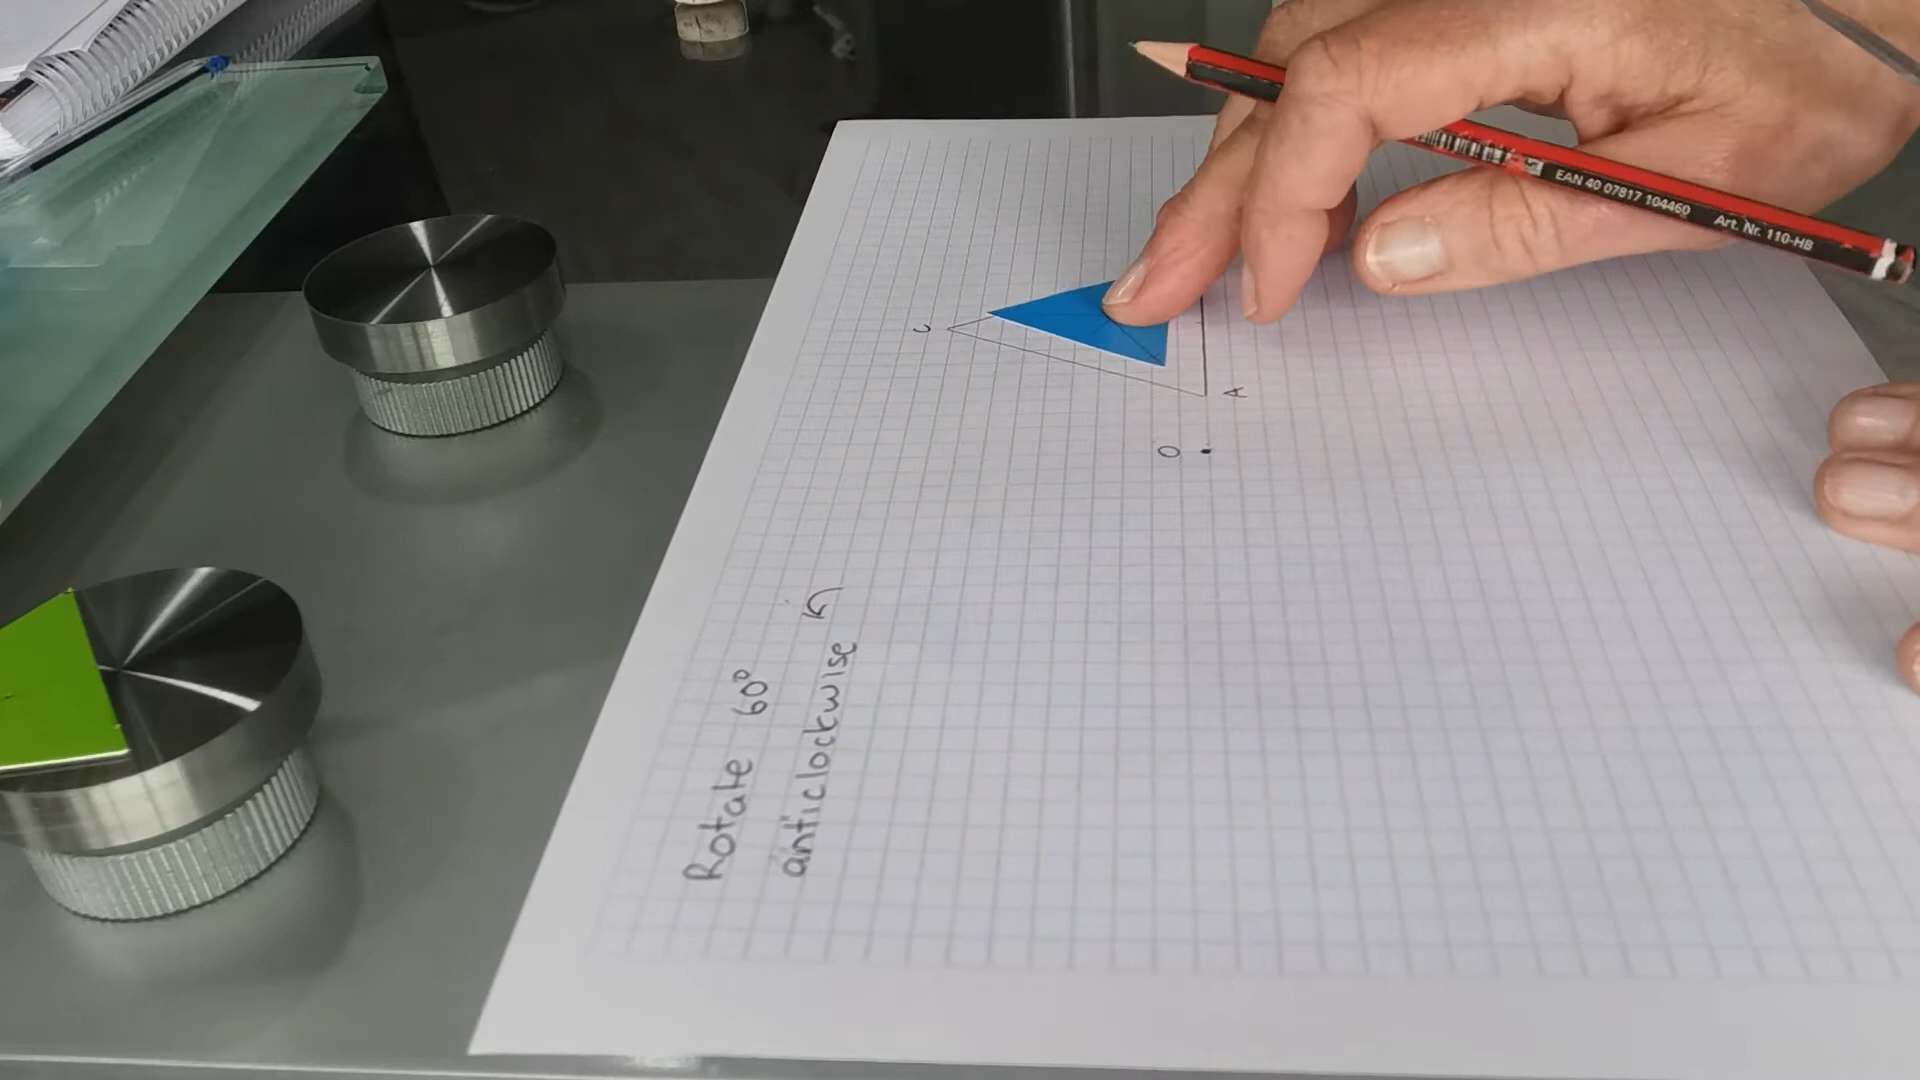 Rotate 60°
anticlockwise
C
A
O
EAN 40 07817 104460 Art. Nr. 110-HB